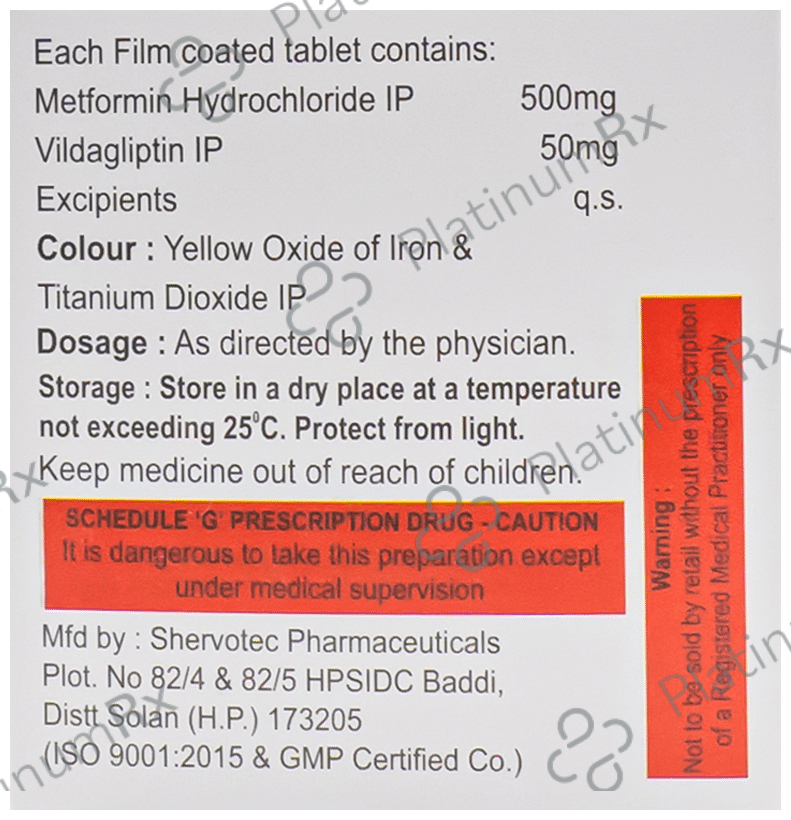 Each Film coated tablet contains:
Metformin Hydrochloride IP 500mg
Vildagliptin IP 50mg
Excipients q.s.
Colour : Yellow Oxide of Iron &
Titanium Dioxide IP
Dosage : As directed by the physician.
Storage : Store in a dry place at a temperature
not exceeding 25⁰C. Protect from light.
Keep medicine out of reach of children.
SCHEDULE 'G' PRESCRIPTION DRUG - CAUTION
It is dangerous to take this preparation except
under medical supervision
Mfd by : Shervotec Pharmaceuticals
Plot. No 82/4 & 82/5 HPSIDC Baddi,
Distt Solan (H.P.) 173205
(ISO 9001:2015 & GMP Certified Co.)
Warning :
Not to be sold by retail without the prescription
of a Registered Medical Practitioner only
PlatinumRx
PlatinumRx
PlatinumRx